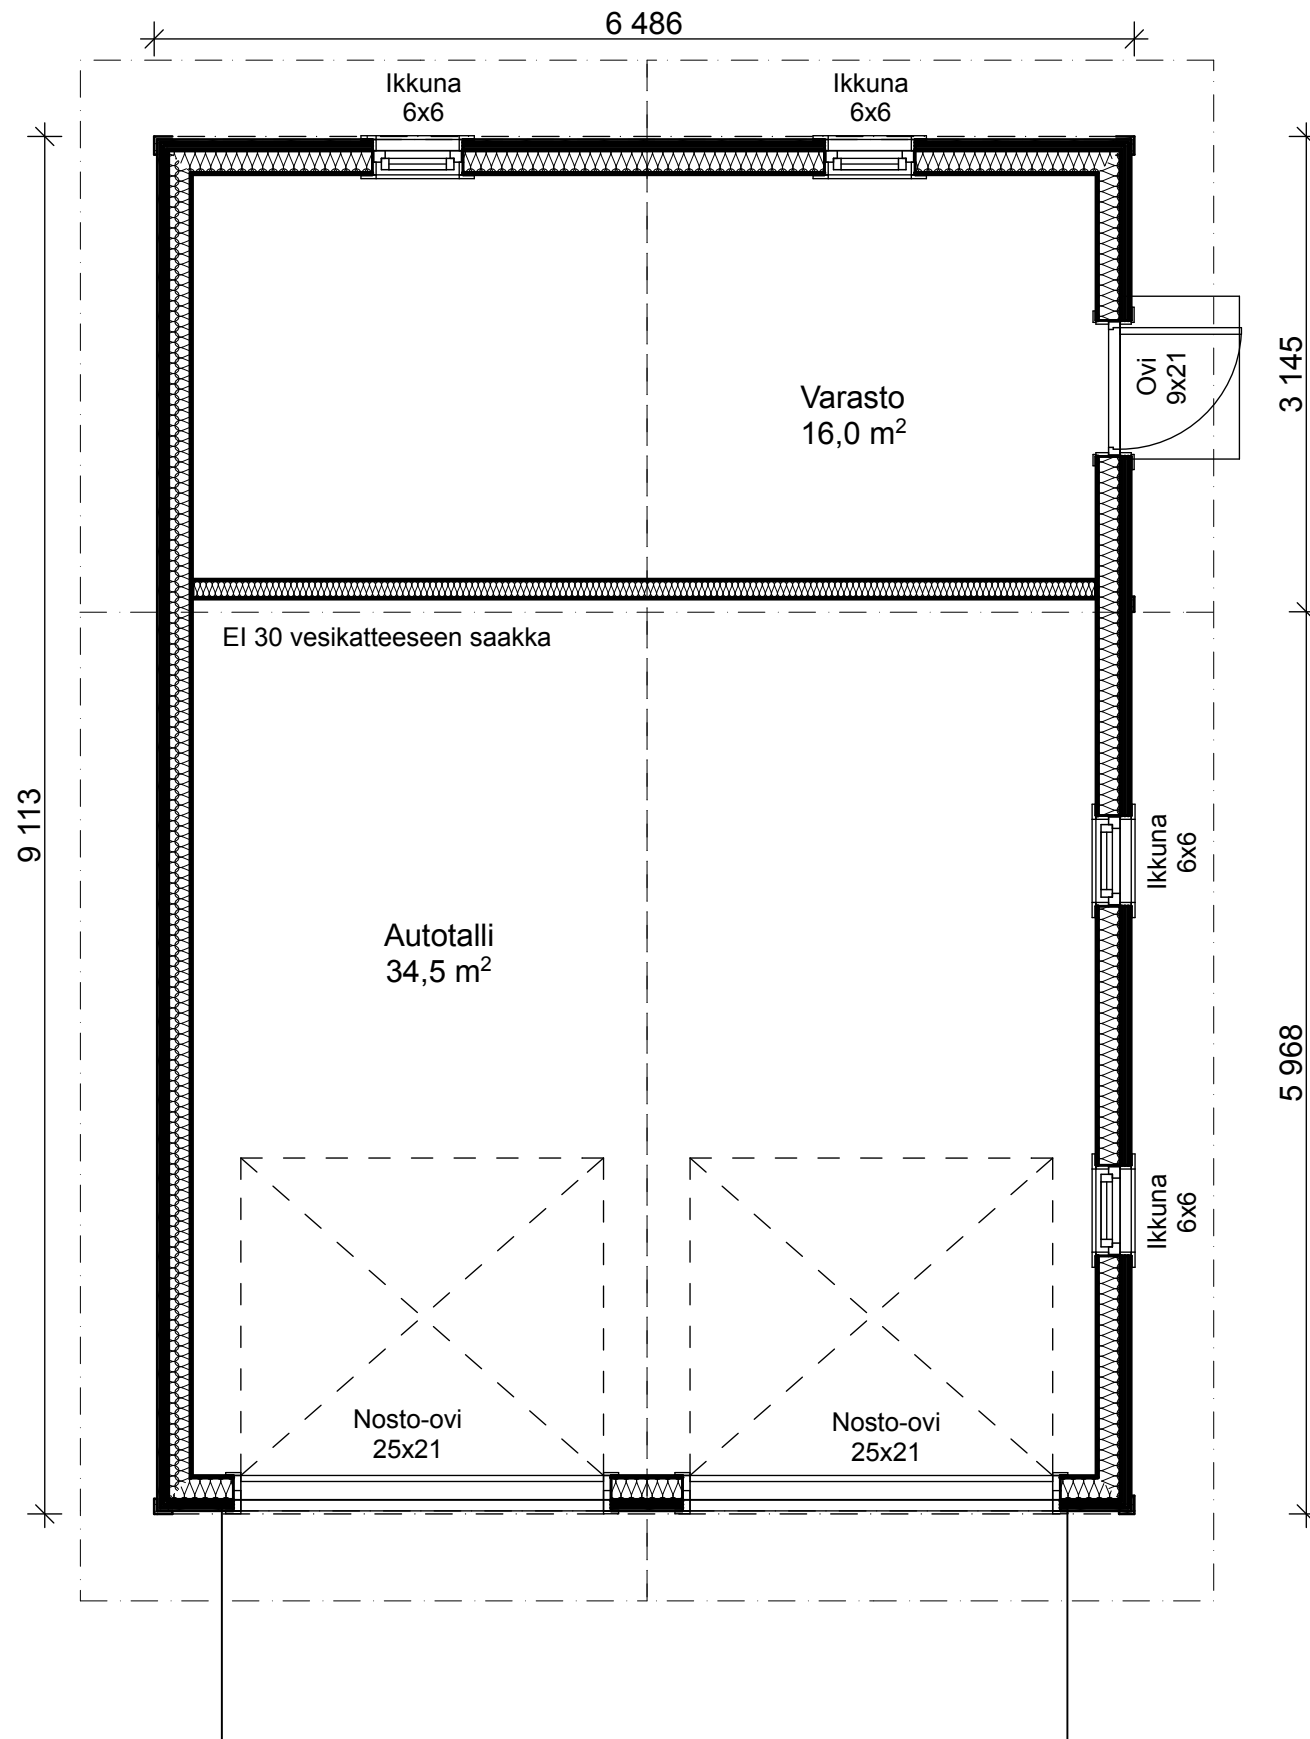 6 486
Ikkuna
6x6
Ikkuna
6x6
Ovi
9x21
3 145
Varasto
16,0 m²
EI 30 vesikatteeseen saakka
9 113
Ikkuna
6x6
Autotalli
34,5 m²
5 968
Ikkuna
6x6
Nosto-ovi
25x21
Nosto-ovi
25x21